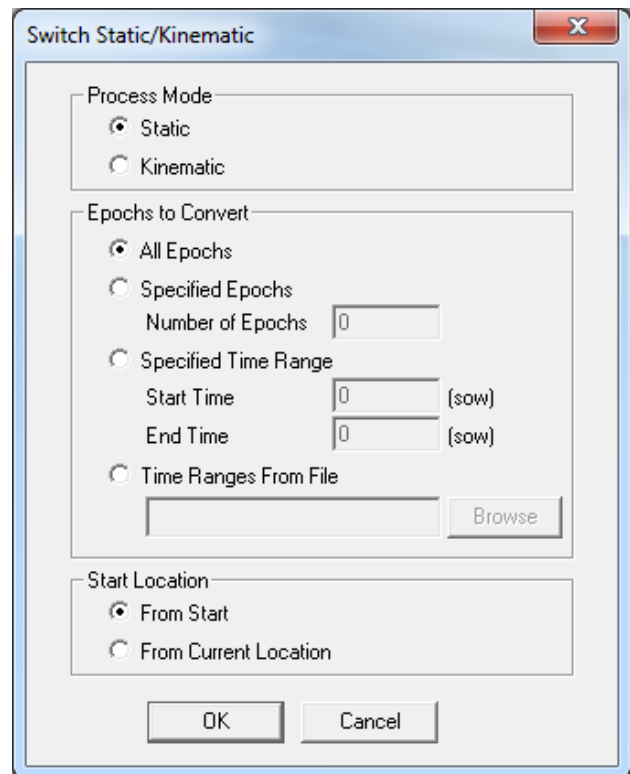 Switch Static/Kinematic
Process Mode
Static
Kinematic
Epochs to Convert
All Epochs
Specified Epochs
Number of Epochs 0
Specified Time Range
Start Time 0 (sow)
End Time 0 (sow)
Time Ranges From File
Browse
Start Location
From Start
From Current Location
OK Cancel